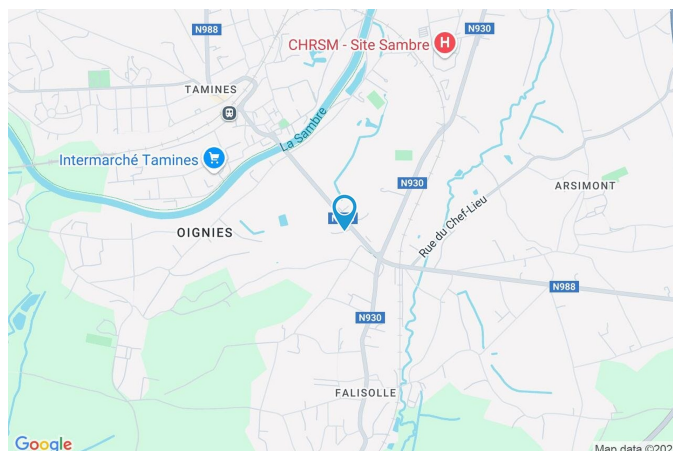 N988
CHRSM - Site Sambre
H
N930
TAMINES
La Sambre
Intermarché Tamines
N930
ARSIMONT
Rue du Chef-Lieu
OIGNIES
N988
N930
FALISOLLE
Google
Map data ©202